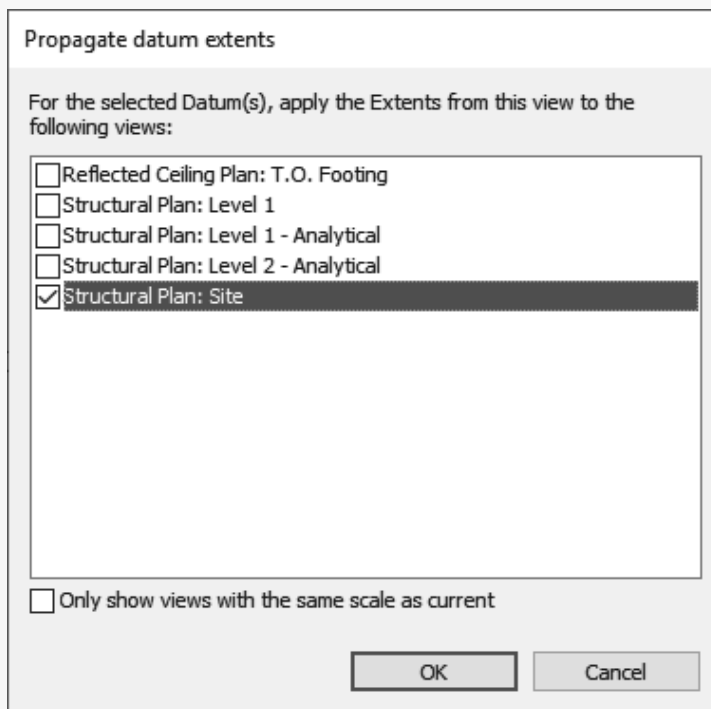 Propagate datum extents
For the selected Datum(s), apply the Extents from this view to the
following views:
Reflected Ceiling Plan: T.O. Footing
Structural Plan: Level 1
Structural Plan: Level 1 - Analytical
Structural Plan: Level 2 - Analytical
Structural Plan: Site
Only show views with the same scale as current
OK Cancel